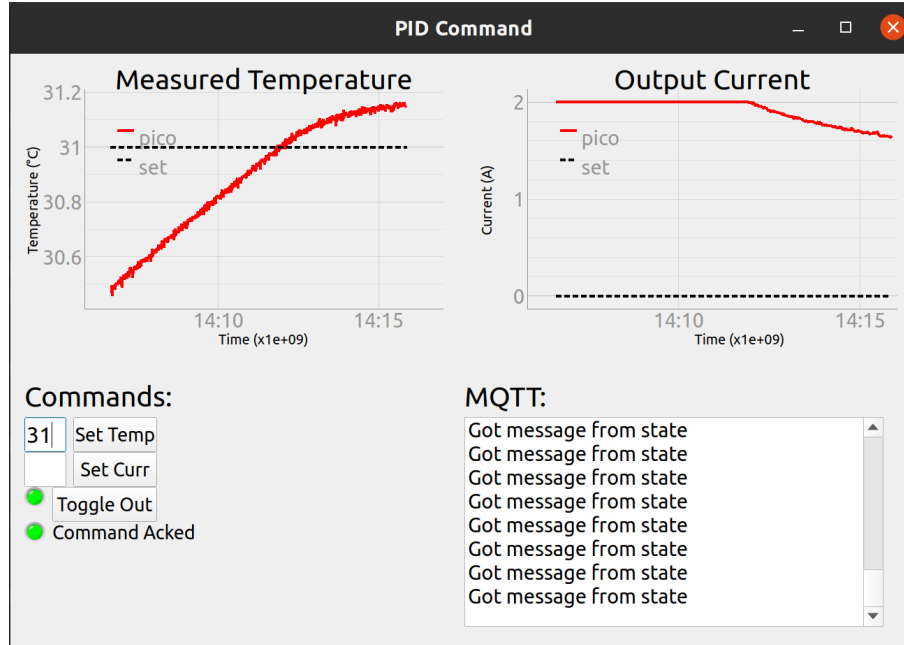 PID Command
Measured Temperature
31.2
31
30.8
30.6
Temperature (°C)
pico
set
14:10
14:15
Time (x1e+09)
Output Current
2
1
0
Current (A)
pico
set
14:10
14:15
Time (x1e+09)
Commands:
31
Set Temp
Set Curr
Toggle Out
Command Acked
MQTT:
Got message from state
Got message from state
Got message from state
Got message from state
Got message from state
Got message from state
Got message from state
Got message from state